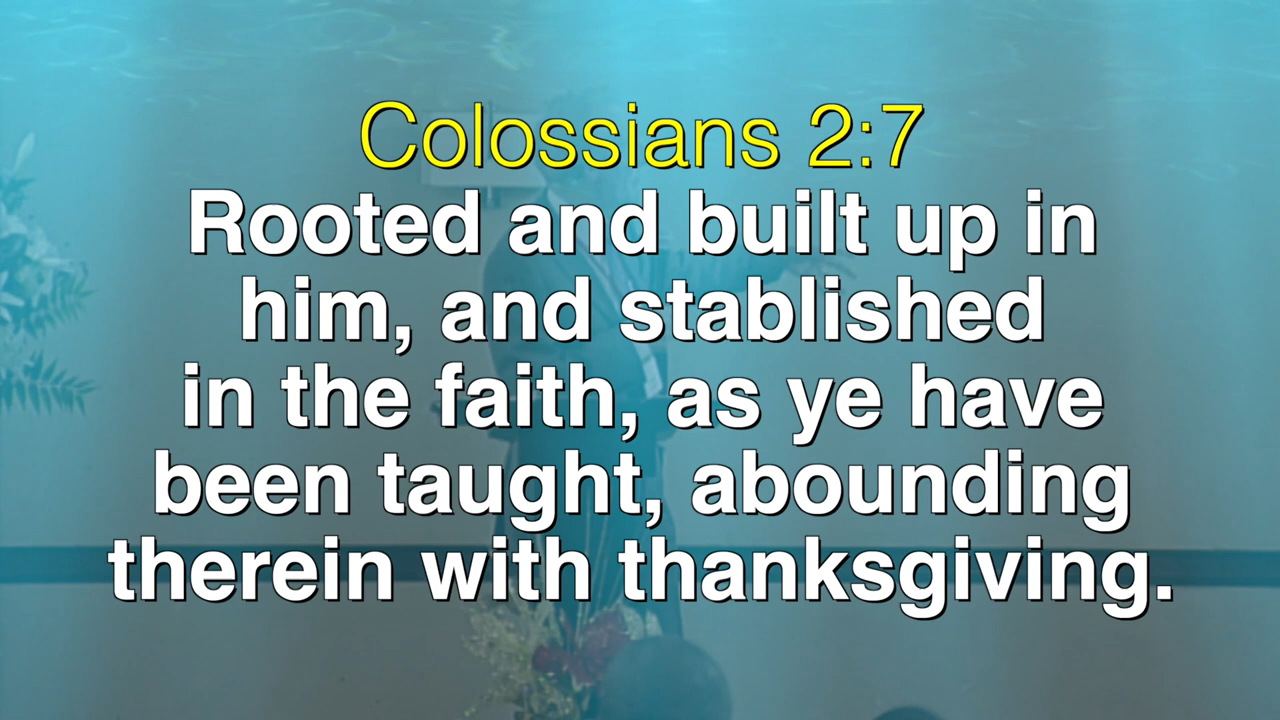 Colossians 2:7
Rooted and built up in
him, and stablished
in the faith, as ye have
been taught, abounding
therein with thanksgiving.